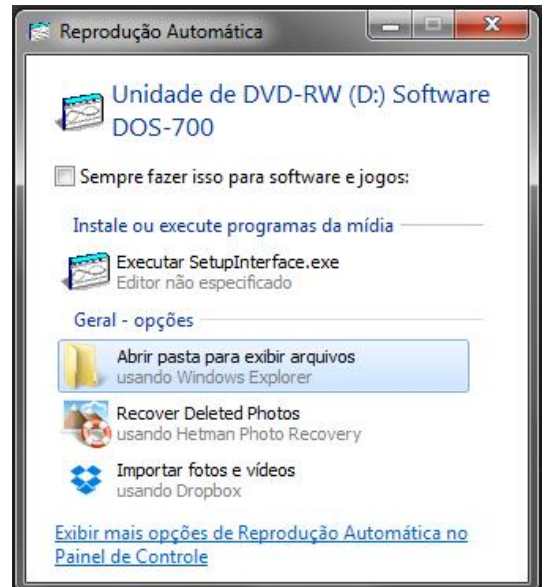 Reprodução Automática
Unidade de DVD-RW (D:) Software
DOS-700
Sempre fazer isso para software e jogos:
Instale ou execute programas da mídia
Executar SetupInterface.exe
Editor não especificado
Geral - opções
Abrir pasta para exibir arquivos
usando Windows Explorer
Recover Deleted Photos
usando Hetman Photo Recovery
Importar fotos e vídeos
usando Dropbox
Exibir mais opções de Reprodução Automática no
Painel de Controle